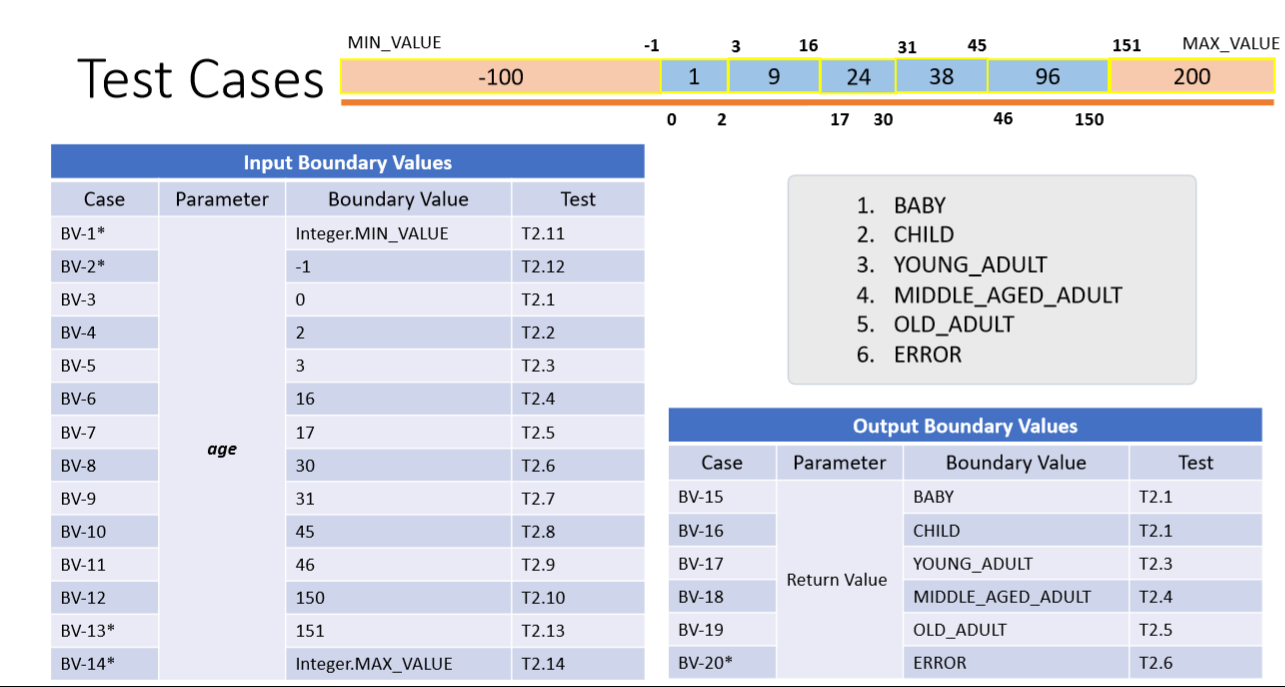 MIN_VALUE -1 3 16 31 45 151 MAX_VALUE
Test Cases -100 1 9 24 38 96 200
0 2 17 30 46 150
Input Boundary Values
Case Parameter Boundary Value Test
BV-1* Integer.MIN_VALUE T2.11
BV-2* -1 T2.12
BV-3 0 T2.1
BV-4 2 T2.2
BV-5 3 T2.3
BV-6 16 T2.4
BV-7 17 T2.5
age
BV-8 30 T2.6
BV-9 31 T2.7
BV-10 45 T2.8
BV-11 46 T2.9
BV-12 150 T2.10
BV-13* 151 T2.13
BV-14* Integer.MAX_VALUE T2.14
1. BABY
2. CHILD
3. YOUNG_ADULT
4. MIDDLE_AGED_ADULT
5. OLD_ADULT
6. ERROR
Output Boundary Values
Case Parameter Boundary Value Test
BV-15 BABY T2.1
BV-16 CHILD T2.1
BV-17 YOUNG_ADULT T2.3
Return Value
BV-18 MIDDLE_AGED_ADULT T2.4
BV-19 OLD_ADULT T2.5
BV-20* ERROR T2.6